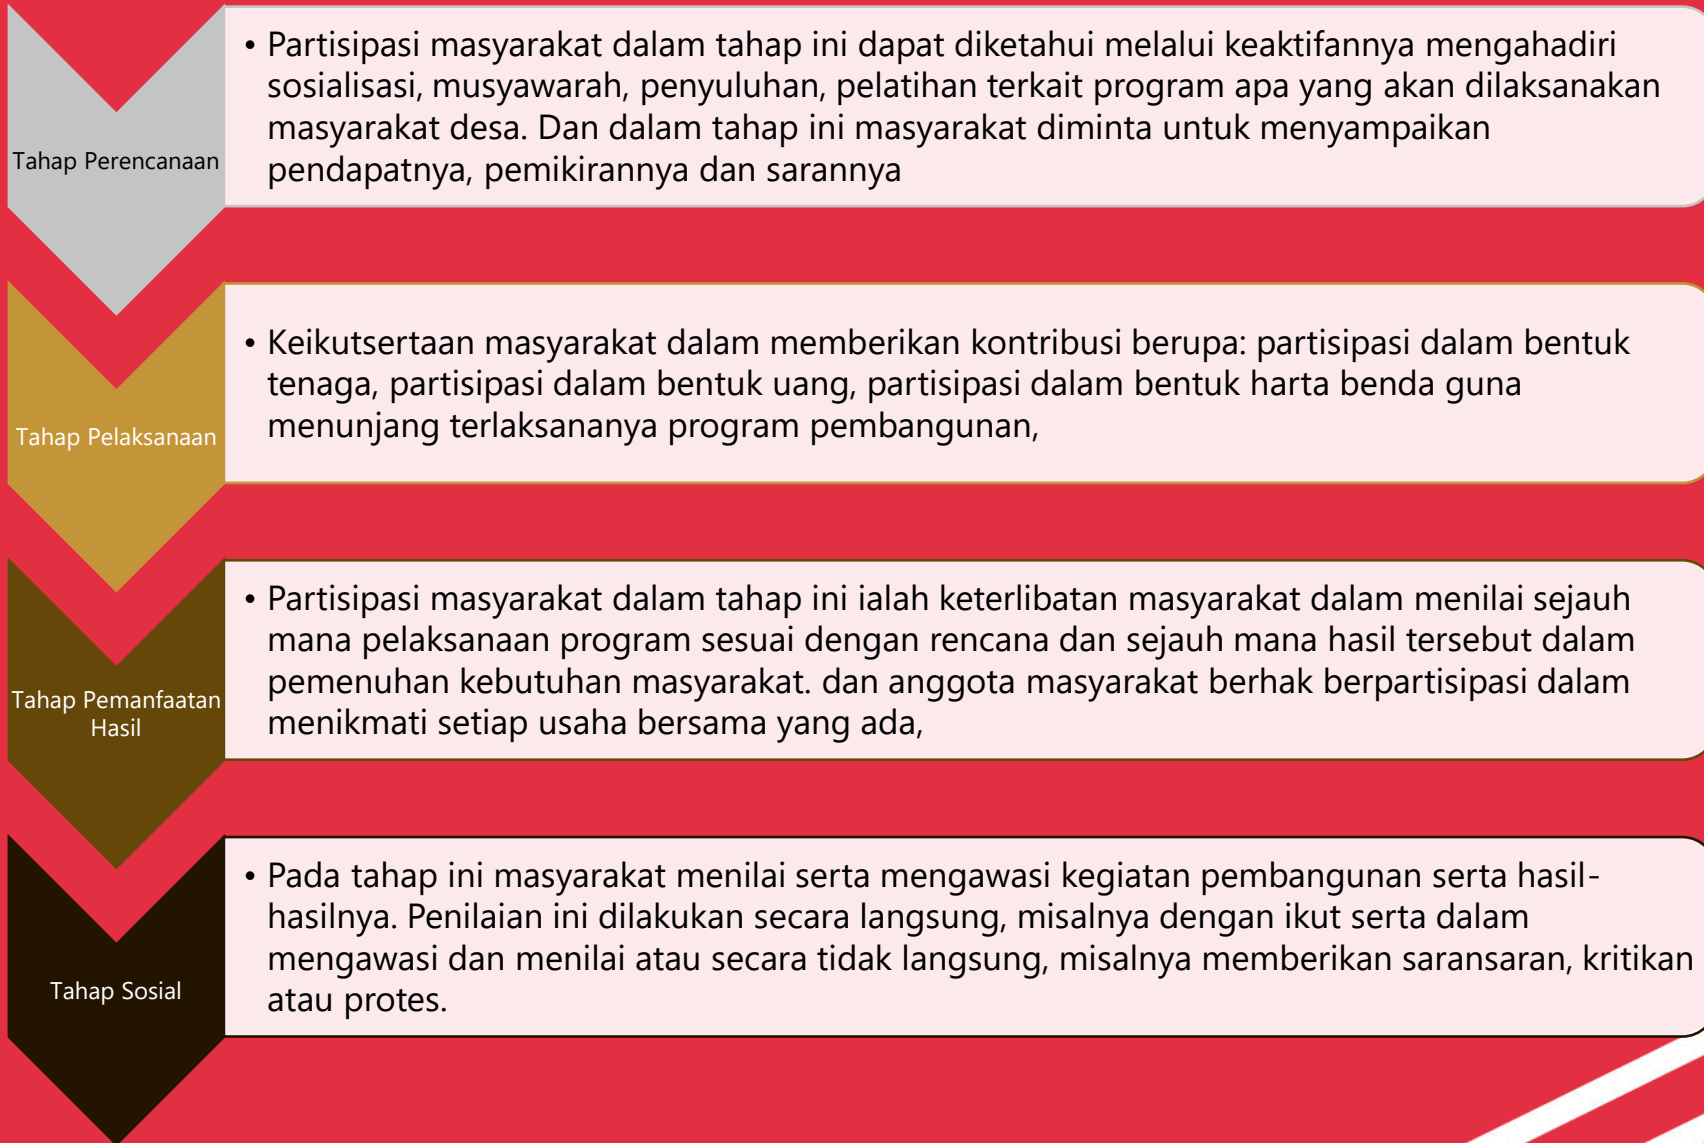 Tahap Perencanaan
• Partisipasi masyarakat dalam tahap ini dapat diketahui melalui keaktifannya mengahadiri
sosialisasi, musyawarah, penyuluhan, pelatihan terkait program apa yang akan dilaksanakan
masyarakat desa. Dan dalam tahap ini masyarakat diminta untuk menyampaikan
pendapatnya, pemikirannya dan sarannya
Tahap Pelaksanaan
• Keikutsertaan masyarakat dalam memberikan kontribusi berupa: partisipasi dalam bentuk
tenaga, partisipasi dalam bentuk uang, partisipasi dalam bentuk harta benda guna
menunjang terlaksananya program pembangunan,
Tahap Pemanfaatan
Hasil
• Partisipasi masyarakat dalam tahap ini ialah keterlibatan masyarakat dalam menilai sejauh
mana pelaksanaan program sesuai dengan rencana dan sejauh mana hasil tersebut dalam
pemenuhan kebutuhan masyarakat. dan anggota masyarakat berhak berpartisipasi dalam
menikmati setiap usaha bersama yang ada,
Tahap Sosial
• Pada tahap ini masyarakat menilai serta mengawasi kegiatan pembangunan serta hasil-
hasilnya. Penilaian ini dilakukan secara langsung, misalnya dengan ikut serta dalam
mengawasi dan menilai atau secara tidak langsung, misalnya memberikan saransaran, kritikan
atau protes.